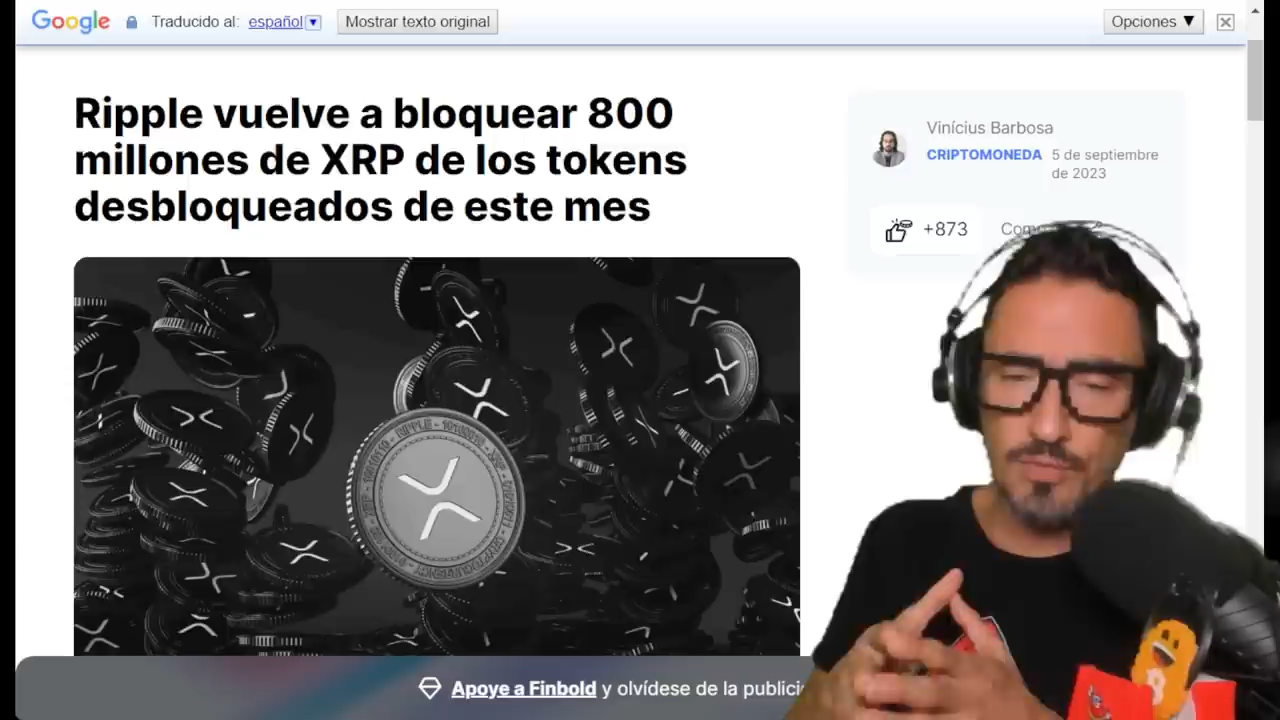 Google Traducido al: español ▼ Mostrar texto original Opciones ▼
Ripple vuelve a bloquear 800
millones de XRP de los tokens
desbloqueados de este mes
Vinícius Barbosa
CRIPTOMONEDA 5 de septiembre
de 2023
+873
RIPPLE
Apoye a Finbold y olvídese de la